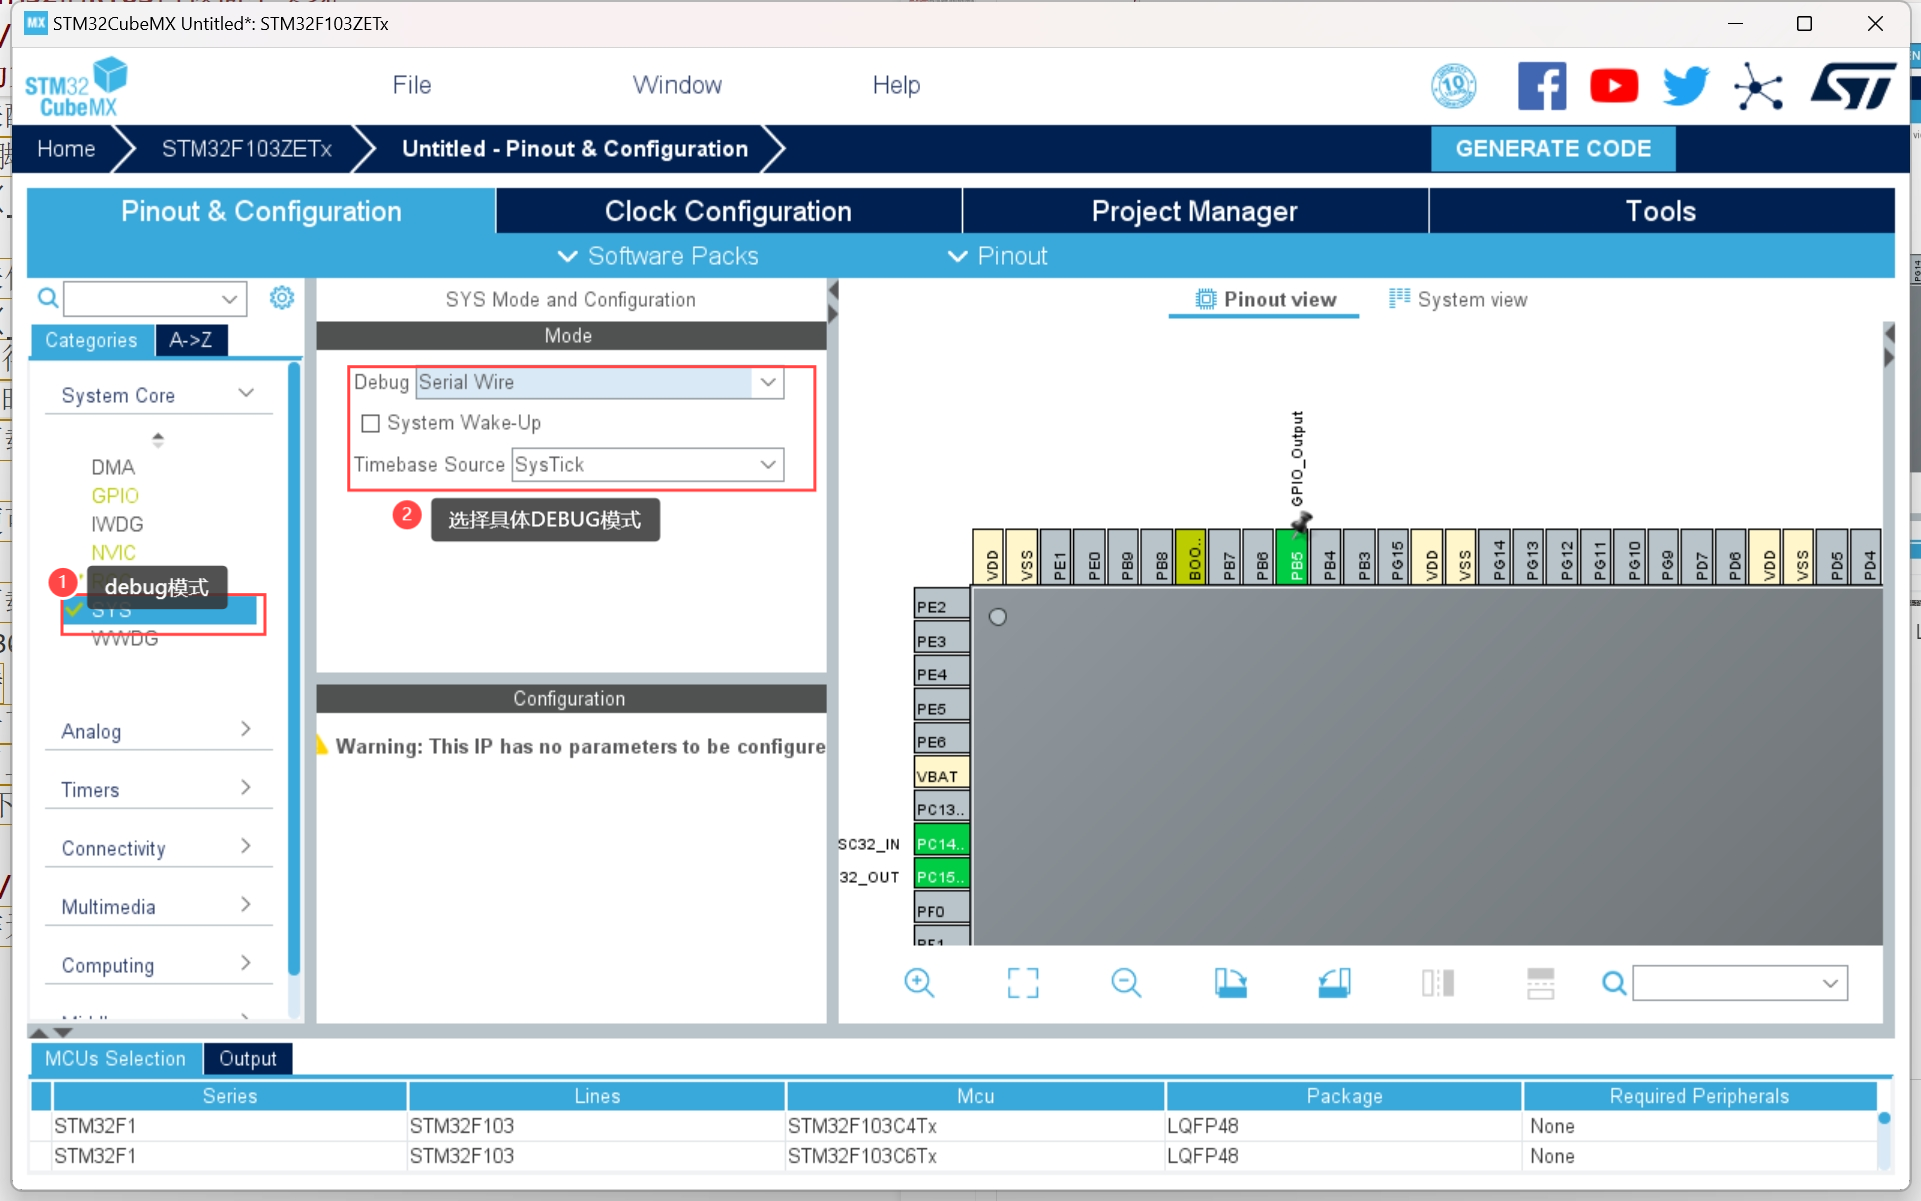 STM32CubeMX Untitled*: STM32F103ZETx
STM32
CubeMX
File
Window
Help
Home
STM32F103ZETx
Untitled - Pinout & Configuration
GENERATE CODE
Pinout & Configuration
Clock Configuration
Project Manager
Tools
Software Packs
Pinout
Categories
A->Z
System Core
DMA
GPIO
IWDG
NVIC
1
debug模式
SYS
WWDG
Analog
Timers
Connectivity
Multimedia
Computing
SYS Mode and Configuration
Mode
Debug Serial Wire
System Wake-Up
Timebase Source SysTick
2
选择具体DEBUG模式
Configuration
Warning: This IP has no parameters to be configure
Pinout view
System view
GPIO_Output
VDD
VSS
PE1
PE0
PB9
PB8
BOO..
PB7
PB6
PB5
PB4
PB3
PG15
VDD
VSS
PG14
PG13
PG12
PG11
PG10
PG9
PD7
PD6
VDD
VSS
PD5
PD4
PE2
PE3
PE4
PE5
PE6
VBAT
PC13..
SC32_IN PC14..
32_OUT PC15..
PF0
PF1
MCUs Selection
Output
Series Lines Mcu Package Required Peripherals
STM32F1 STM32F103 STM32F103C4Tx LQFP48 None
STM32F1 STM32F103 STM32F103C6Tx LQFP48 None